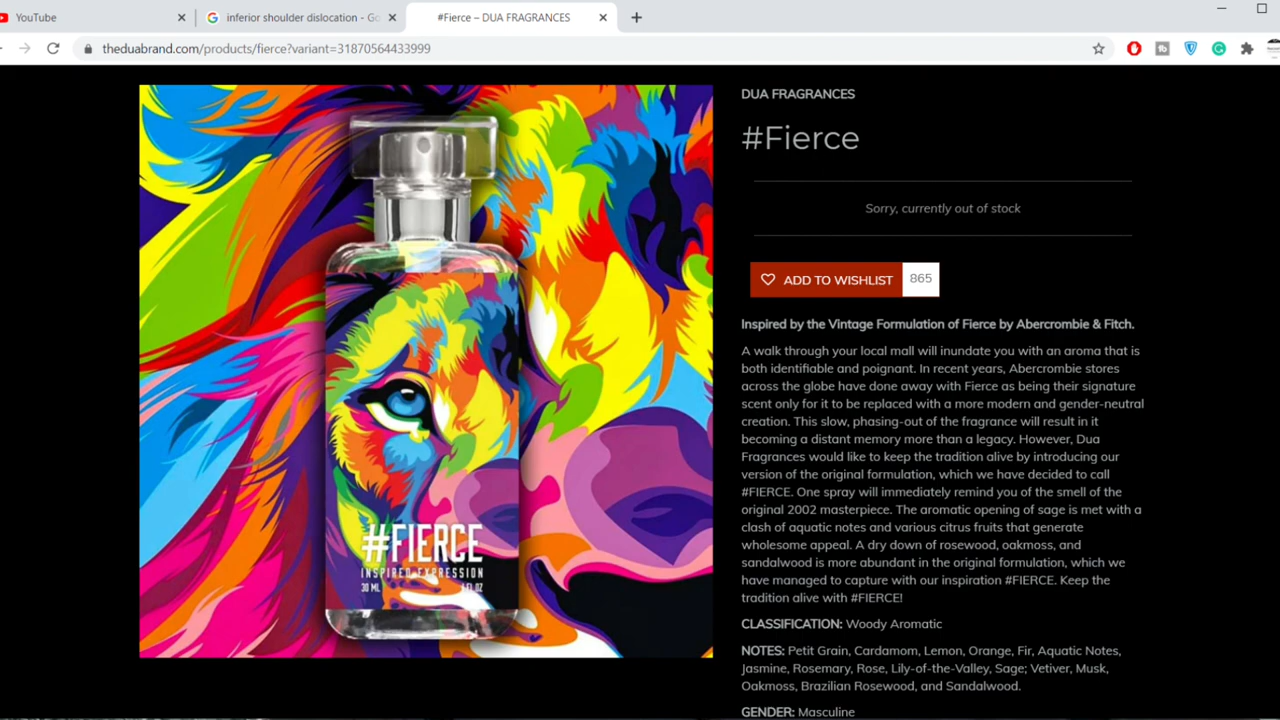 YouTube
inferior shoulder dislocation - Go
#Fierce – DUA FRAGRANCES
theduabrand.com/products/fierce?variant=31870564433999
DUA FRAGRANCES
#Fierce
Sorry, currently out of stock
ADD TO WISHLIST 865
Inspired by the Vintage Formulation of Fierce by Abercrombie & Fitch.
A walk through your local mall will inundate you with an aroma that is
both identifiable and poignant. In recent years, Abercrombie stores
across the globe have done away with Fierce as being their signature
scent only for it to be replaced with a more modern and gender-neutral
creation. This slow, phasing-out of the fragrance will result in it
becoming a distant memory more than a legacy. However, Dua
Fragrances would like to keep the tradition alive by introducing our
version of the original formulation, which we have decided to call
#FIERCE. One spray will immediately remind you of the smell of the
original 2002 masterpiece. The aromatic opening of sage is met with a
clash of aquatic notes and various citrus fruits that generate
wholesome appeal. A dry down of rosewood, oakmoss, and
sandalwood is more abundant in the original formulation, which we
have managed to capture with our inspiration #FIERCE. Keep the
tradition alive with #FIERCE!
CLASSIFICATION: Woody Aromatic
NOTES: Petit Grain, Cardamom, Lemon, Orange, Fir, Aquatic Notes,
Jasmine, Rosemary, Rose, Lily-of-the-Valley, Sage; Vetiver, Musk,
Oakmoss, Brazilian Rosewood, and Sandalwood.
GENDER: Masculine
#FIERCE
INSPIRED EXPRESSION
30 ML 1 FL OZ